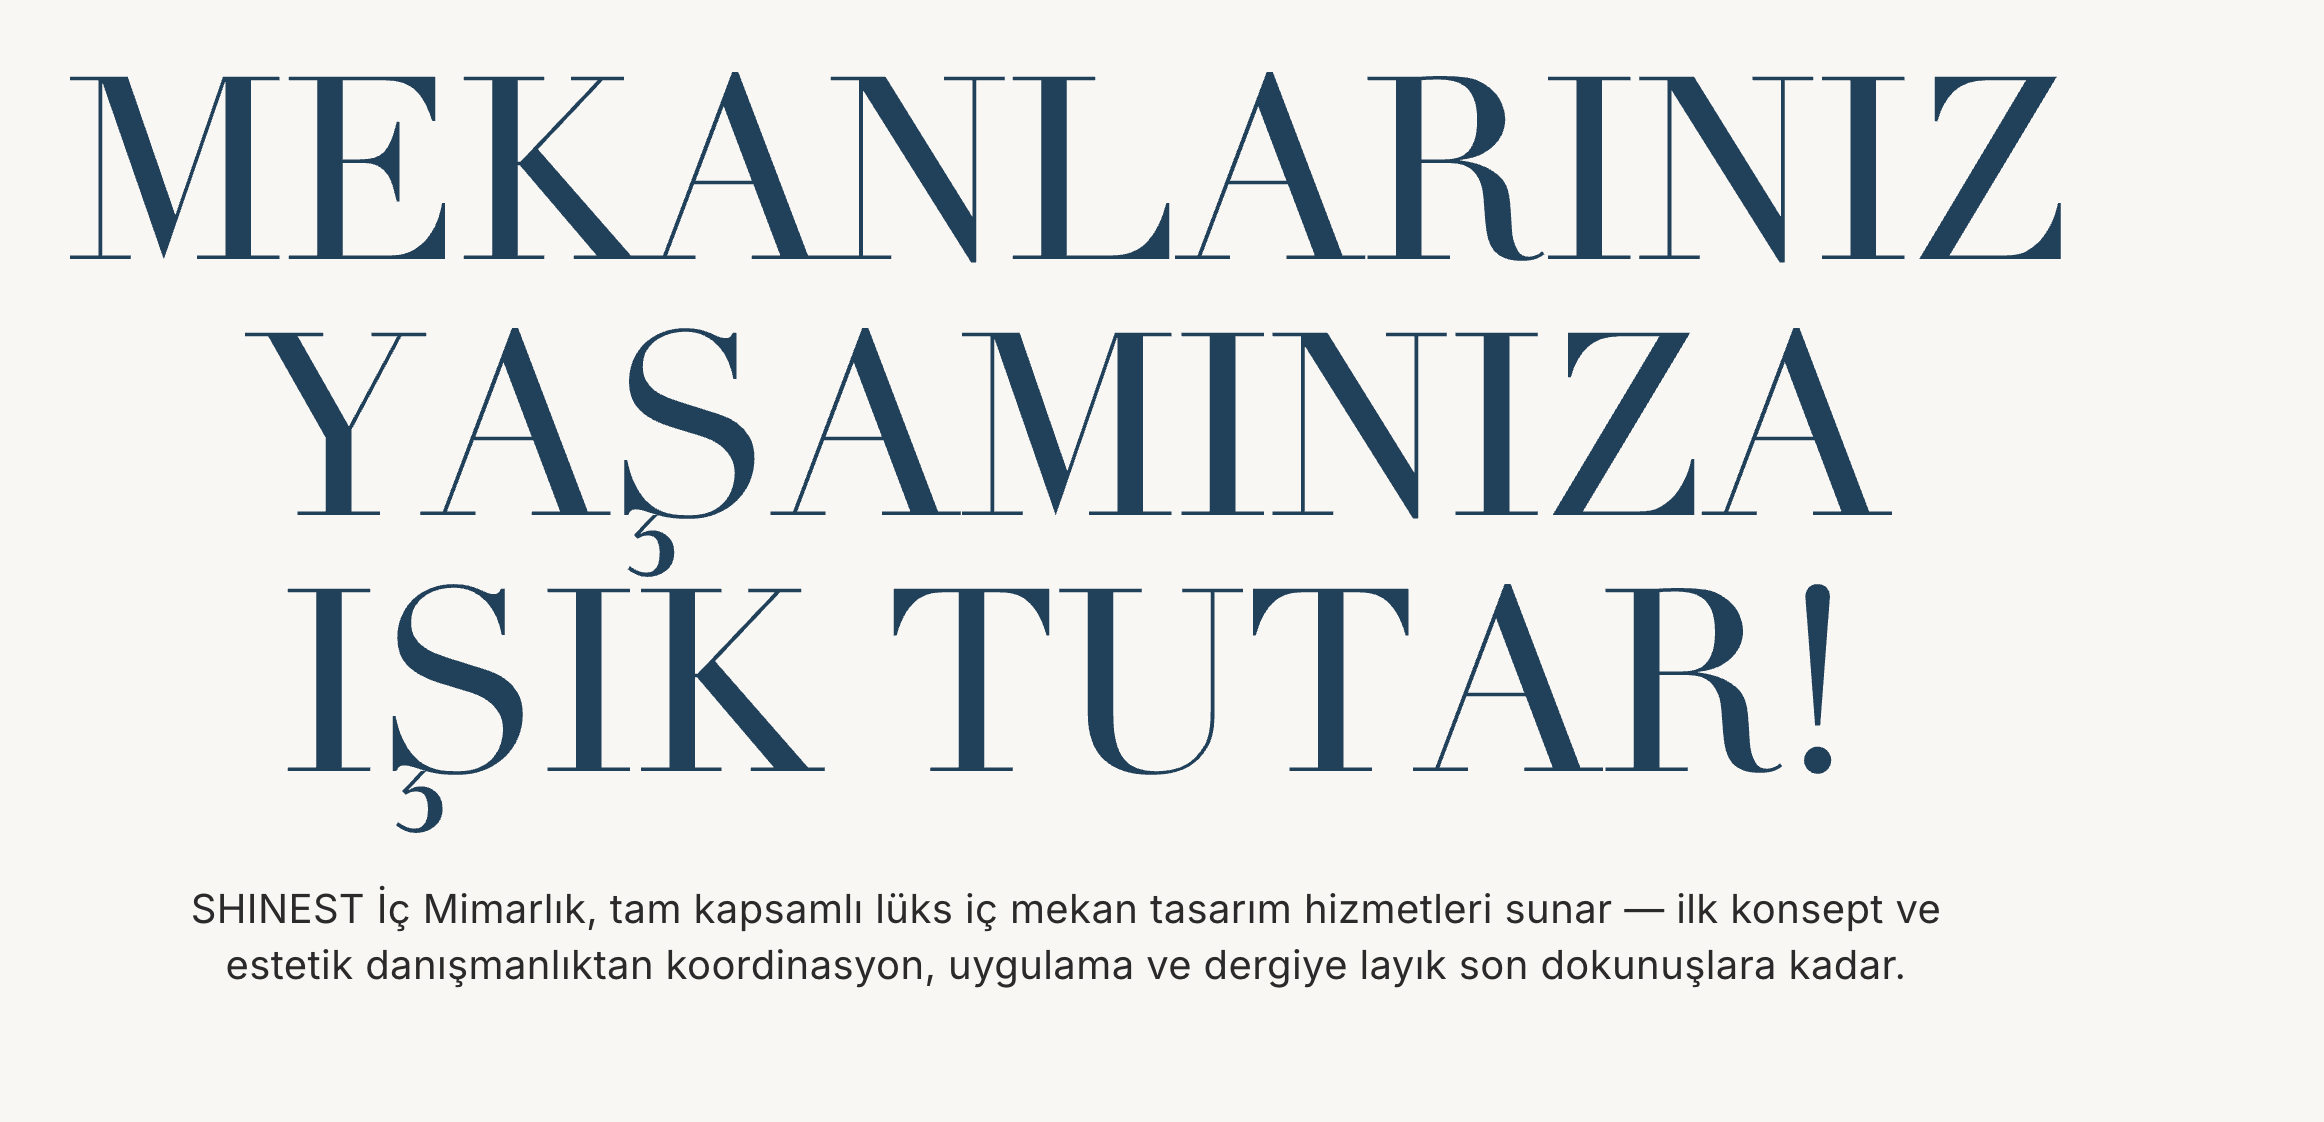 MEKANLARINIZ
YAŞAMINIZA
IŞIK TUTAR!
SHINEST İç Mimarlık, tam kapsamlı lüks iç mekan tasarım hizmetleri sunar — ilk konsept ve
estetik danışmanlıktan koordinasyon, uygulama ve dergiye layık son dokunuşlara kadar.